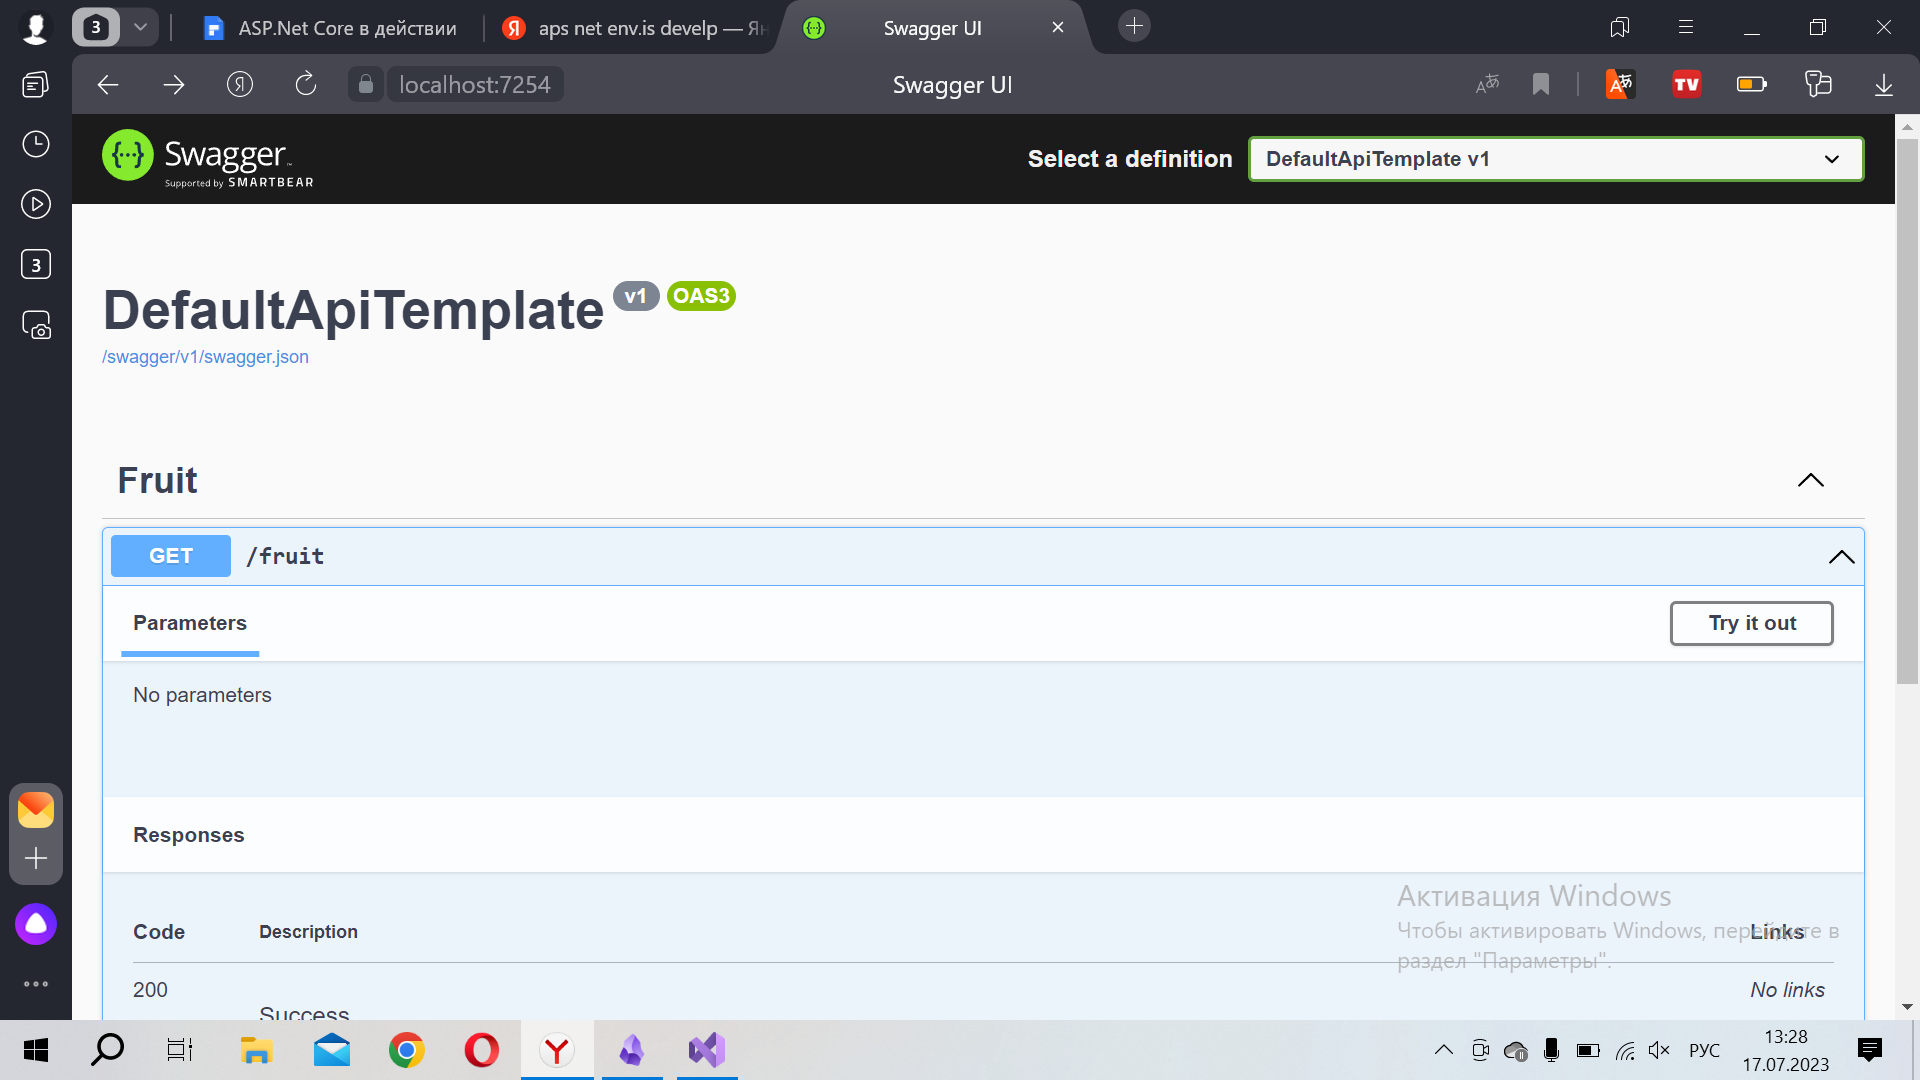 3
ASP.Net Core в действии
aps net env.is develp — Ян
Swagger UI
localhost:7254
Swagger UI
TV
3
Swagger
Supported by SMARTBEAR
Select a definition
DefaultApiTemplate v1
DefaultApiTemplate v1 OAS3
/swagger/v1/swagger.json
Fruit
GET /fruit
Parameters
Try it out
No parameters
Responses
Активация Windows
Чтобы активировать Windows, перейдите в
раздел "Параметры".
Code Description Links
200 No links
Success
РУС
13:28
17.07.2023